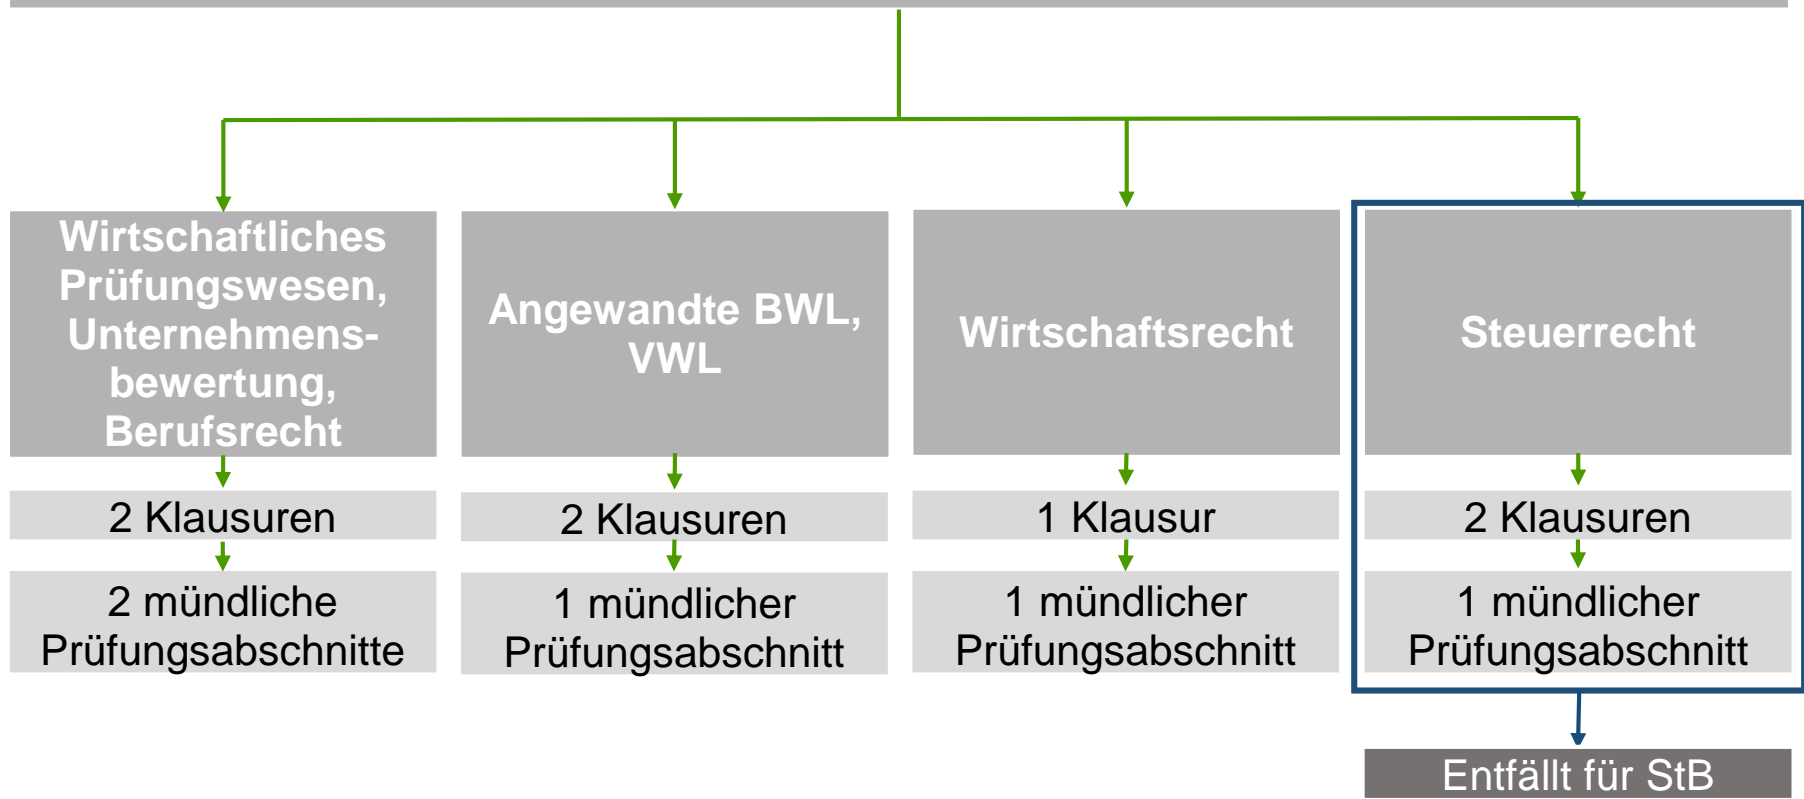 Wirtschaftliches
Prüfungswesen,
Unternehmens-
bewertung,
Berufsrecht
Angewandte BWL,
VWL
Wirtschaftsrecht
Steuerrecht
2 Klausuren
2 Klausuren
1 Klausur
2 Klausuren
2 mündliche
Prüfungsabschnitte
1 mündlicher
Prüfungsabschnitt
1 mündlicher
Prüfungsabschnitt
1 mündlicher
Prüfungsabschnitt
Entfällt für StB